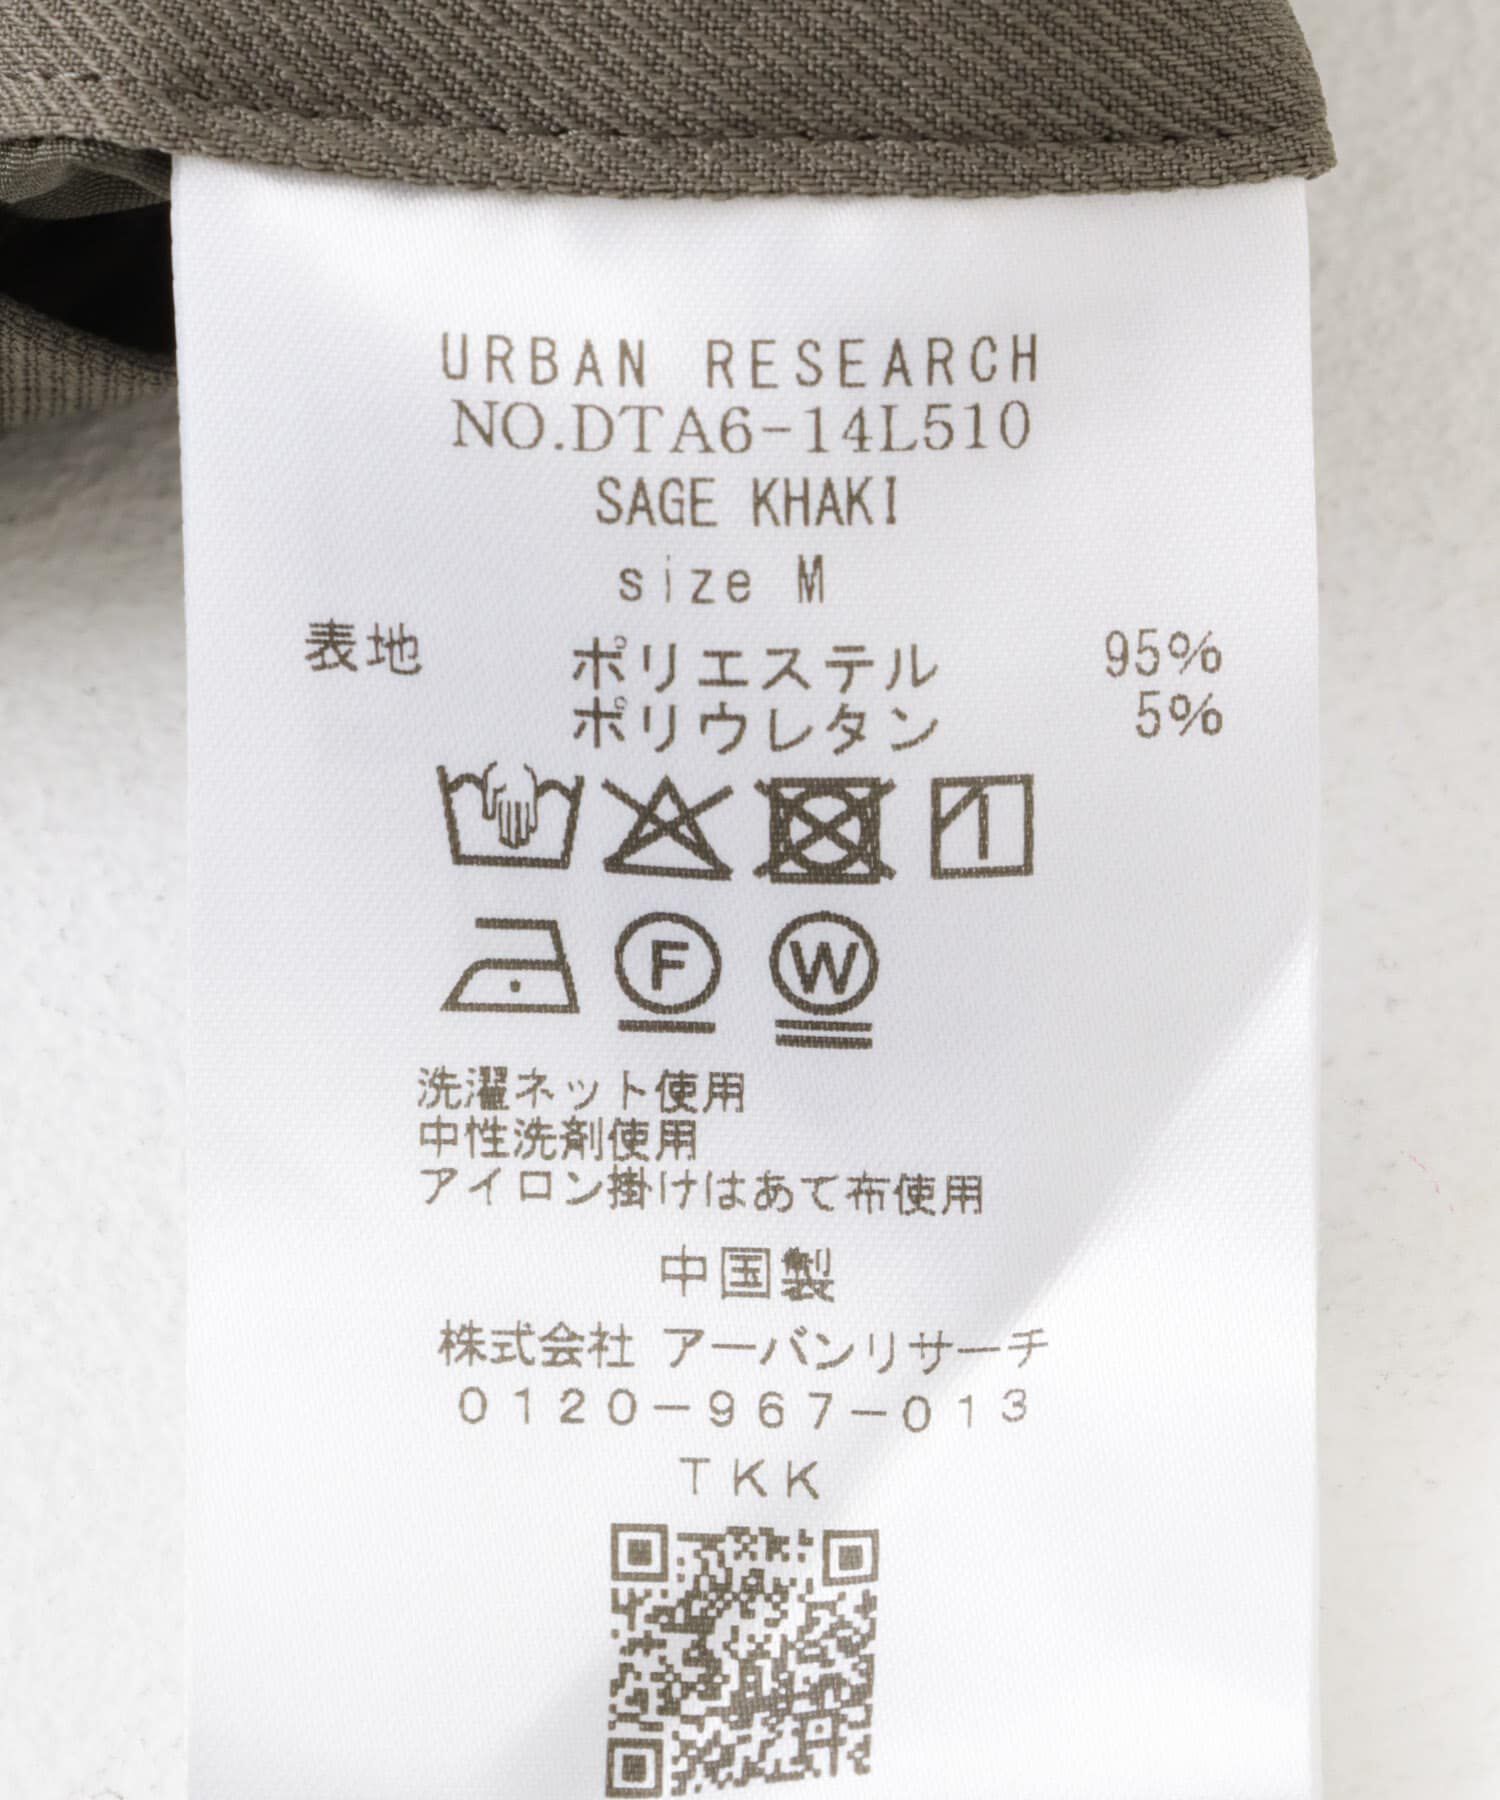 URBAN RESEARCH
NO.DTA6-14L510
SAGE KHAKI
size M
表地 ポリエステル 95%
ポリウレタン 5%
F W
洗濯ネット使用
中性洗剤使用
アイロン掛けはあて布使用
中国製
株式会社 アーバンリサーチ
0120-967-013
TKK